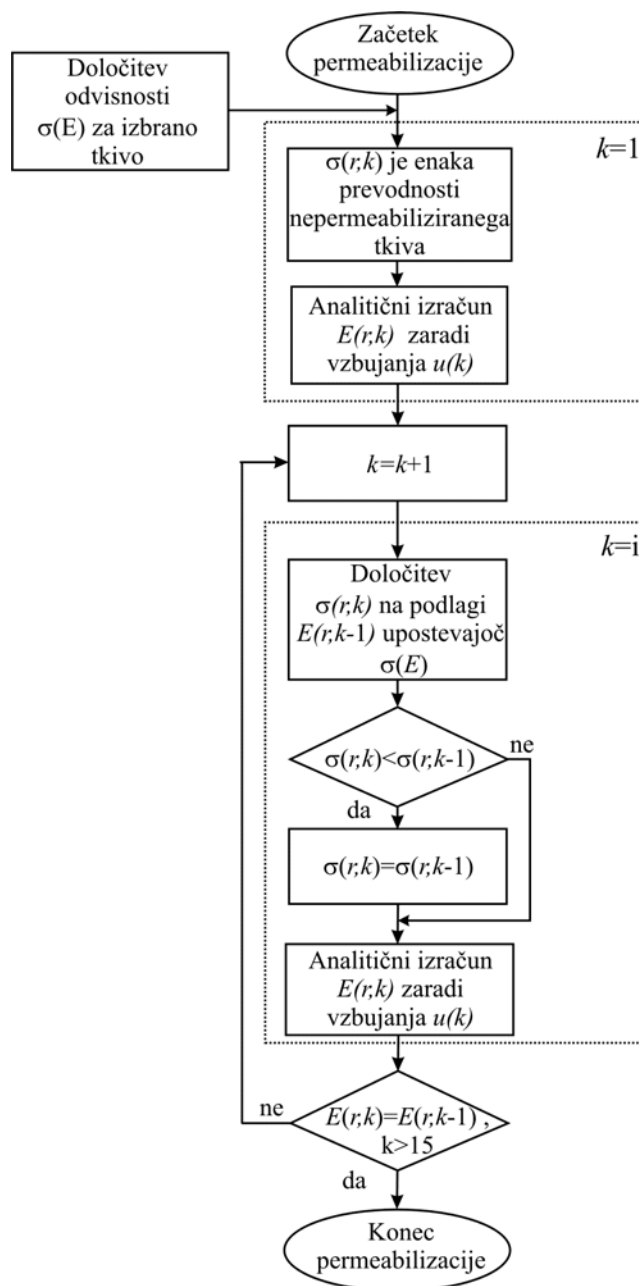 Začetek
permeabilizacije
Določitev
odvisnosti
σ(E) za izbrano
tkivo
k=1
σ(r,k) je enaka
prevodnosti
nepermeabiliziranega
tkiva
Analitični izračun
E(r,k) zaradi
vzbujanja u(k)
k=k+1
k=i
Določitev
σ(r,k) na podlagi
E(r,k-1) upostevajoč
σ(E)
σ(r,k)<σ(r,k-1)
ne
da
σ(r,k)=σ(r,k-1)
Analitični izračun
E(r,k) zaradi
vzbujanja u(k)
ne
E(r,k)=E(r,k-1) ,
k>15
da
Konec
permeabilizacije